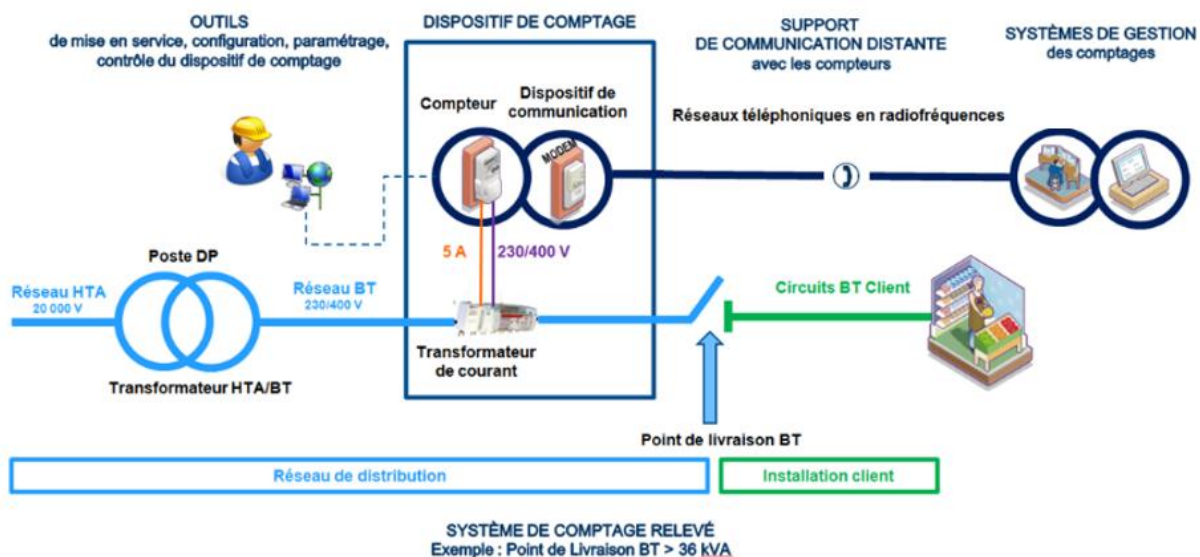 OUTILS
de mise en service, configuration, paramétrage,
contrôle du dispositif de comptage
DISPOSITIF DE COMPTAGE
SUPPORT
DE COMMUNICATION DISTANTE
avec les compteurs
SYSTÈMES DE GESTION
des comptages
Compteur
Dispositif de
communication
MODEM
Réseaux téléphoniques en radiofréquences
5 A
230/400 V
Poste DP
Réseau HTA
20 000 V
Réseau BT
230/400 V
Circuits BT Client
Transformateur HTA/BT
Transformateur
de courant
Point de livraison BT
Réseau de distribution
Installation client
SYSTÈME DE COMPTAGE RELEVÉ
Exemple : Point de Livraison BT > 36 kVA